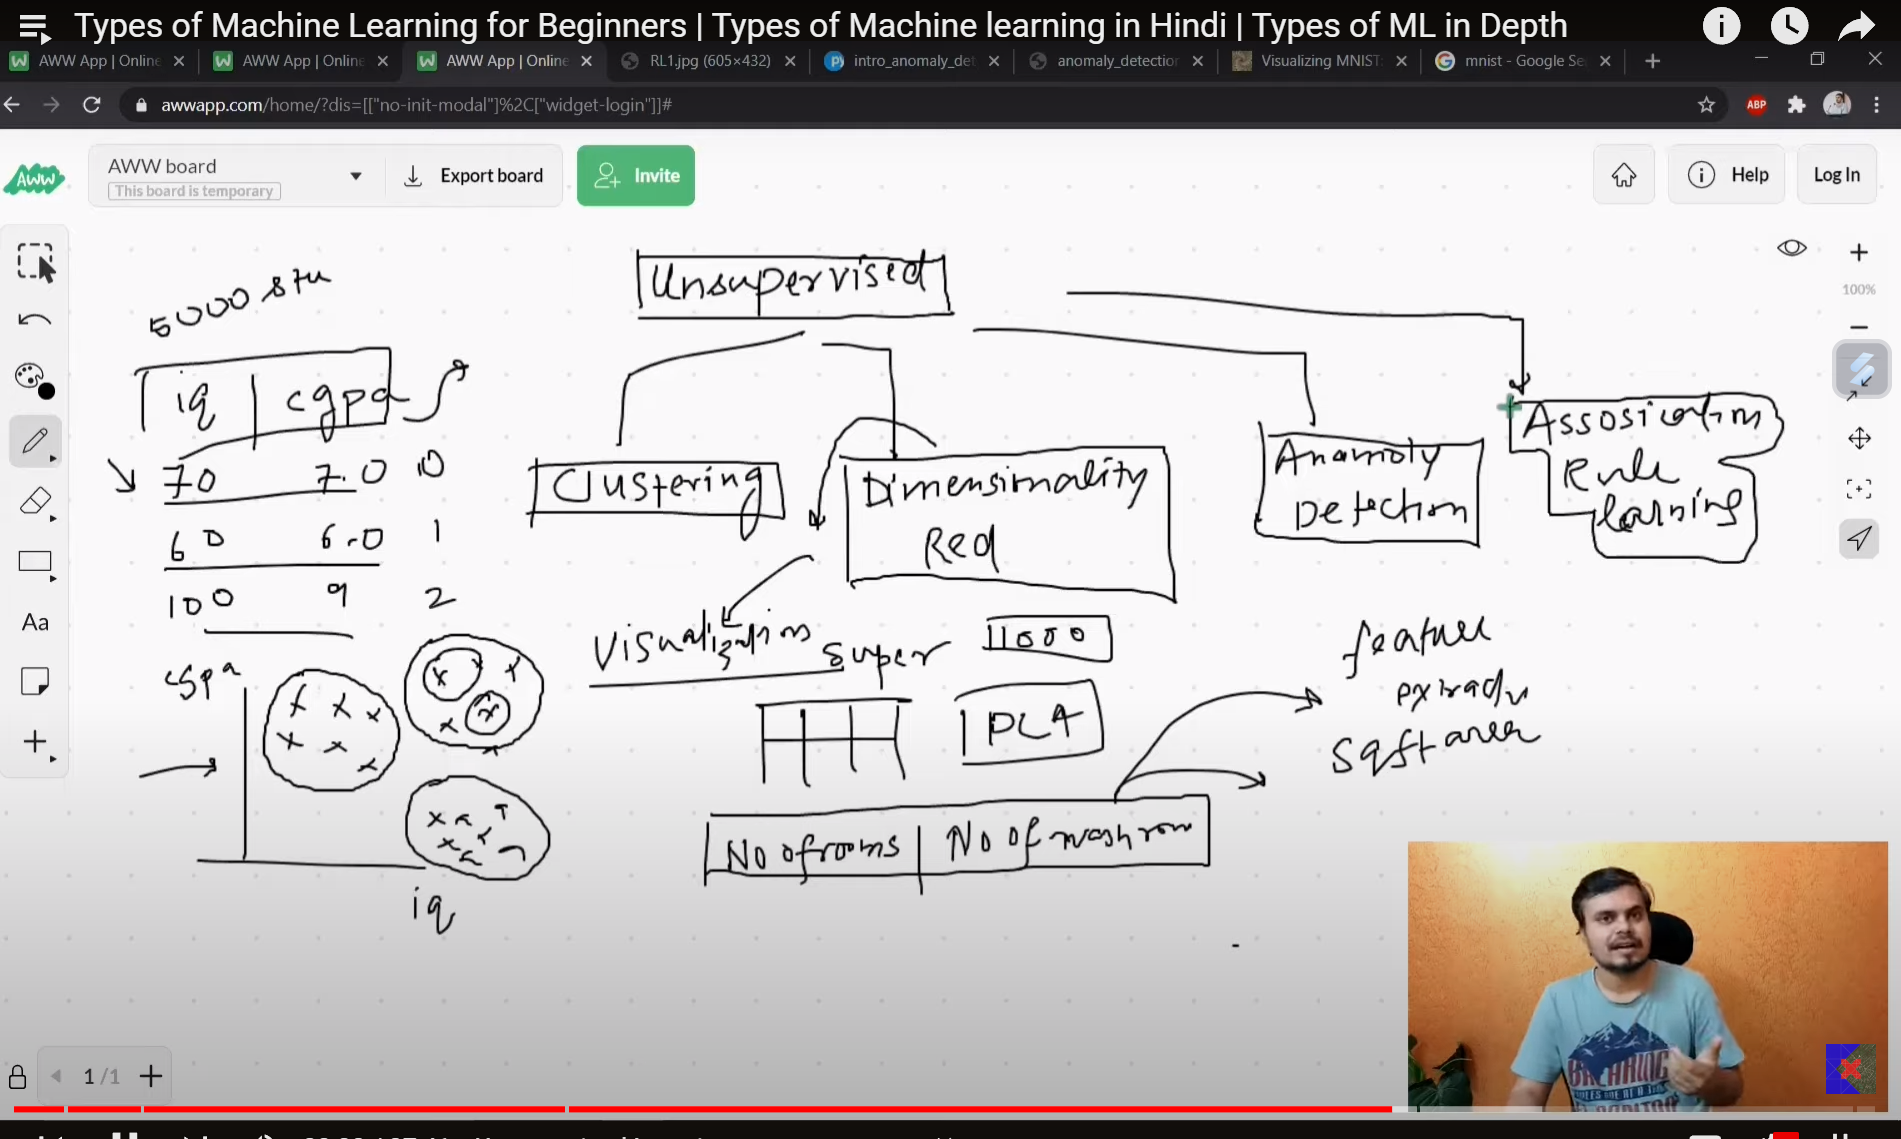 Types of Machine Learning for Beginners | Types of Machine learning in Hindi | Types of ML in Depth
AWW App | Online
AWW App | Online
AWW App | Online
RL1.jpg (605×432)
intro_anomaly_det
anomaly_detection
Visualizing MNIST:
mnist - Google Se
awwapp.com/home/?dis=[["no-init-modal"]%2C["widget-login"]]#
ABP
AWW
AWW board
This board is temporary
Export board
Invite
Help
Log In
100%
Aa
5000 stu
iq | cgpa
70 7.0 10
60 6.0 1
100 9 2
cgpa
iq
Unsupervised
Clustering
Dimensionality
Red
Anamoly
Detection
Assosication
Rule
learning
Visualization
super
1000
PCA
No of rooms | No of washroom
feature
sqft area
1/1
BREAKING